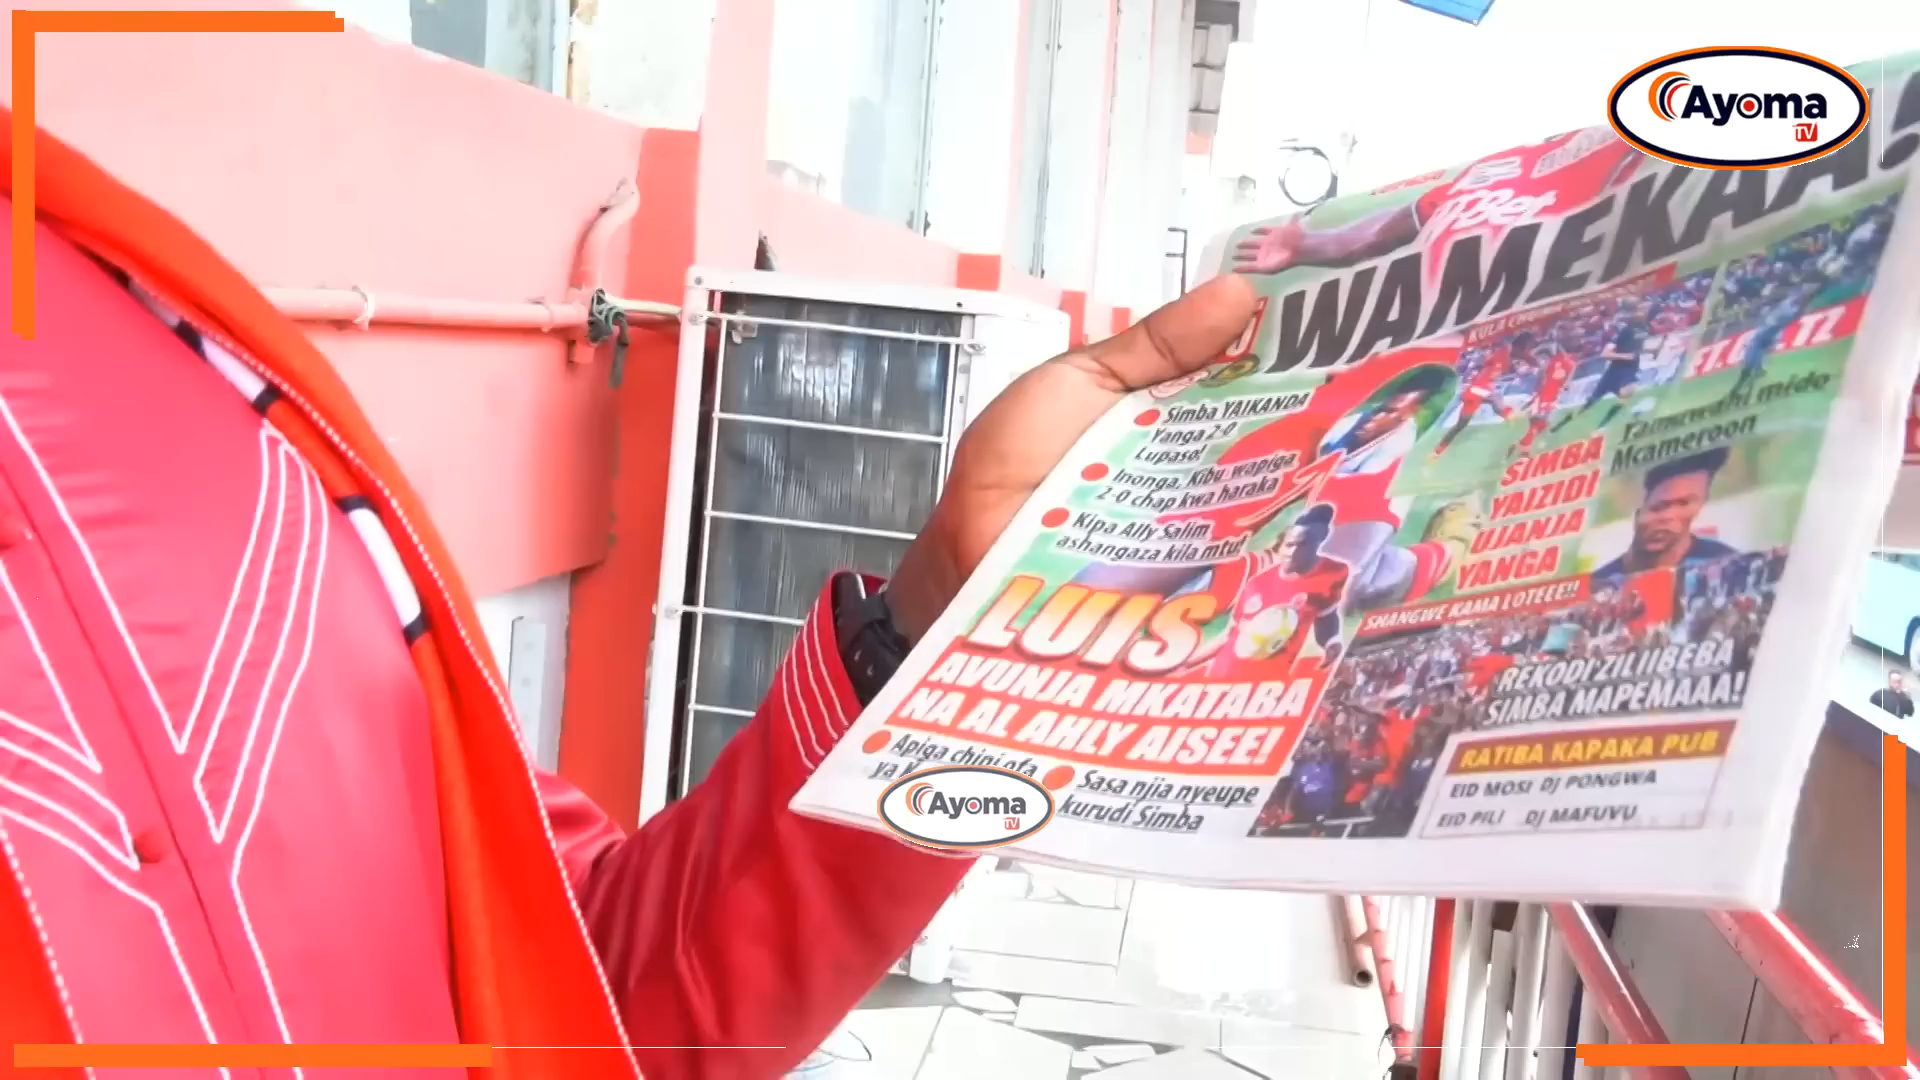 Ayoma
TV
WAMEKAA!
Simba YAIKANDA
Yanga 2-0
Lupaso!
Inonga, Kibu wapiga
2-0 chap kwa haraka
Kipa Ally Salim
ashangaza kila mtu!
LUIS
AVUNJA MKATABA
NA AL AHLY AISEE!
Apiga chini ofa
ya
Sasa njia nyeupe
kurudi Simba
Ayoma
TV
SIMBA
YAIZIDI
UJANJA
YANGA
SHANGWE KAMA LOTEEE!!
mido
Mcameroon
REKODI ZILIIBEBA
SIMBA MAPEMAAA!
RATIBA KAPAKA PUB
EID MOSI DJ PONGWA
EID PILI DJ MAFUVU